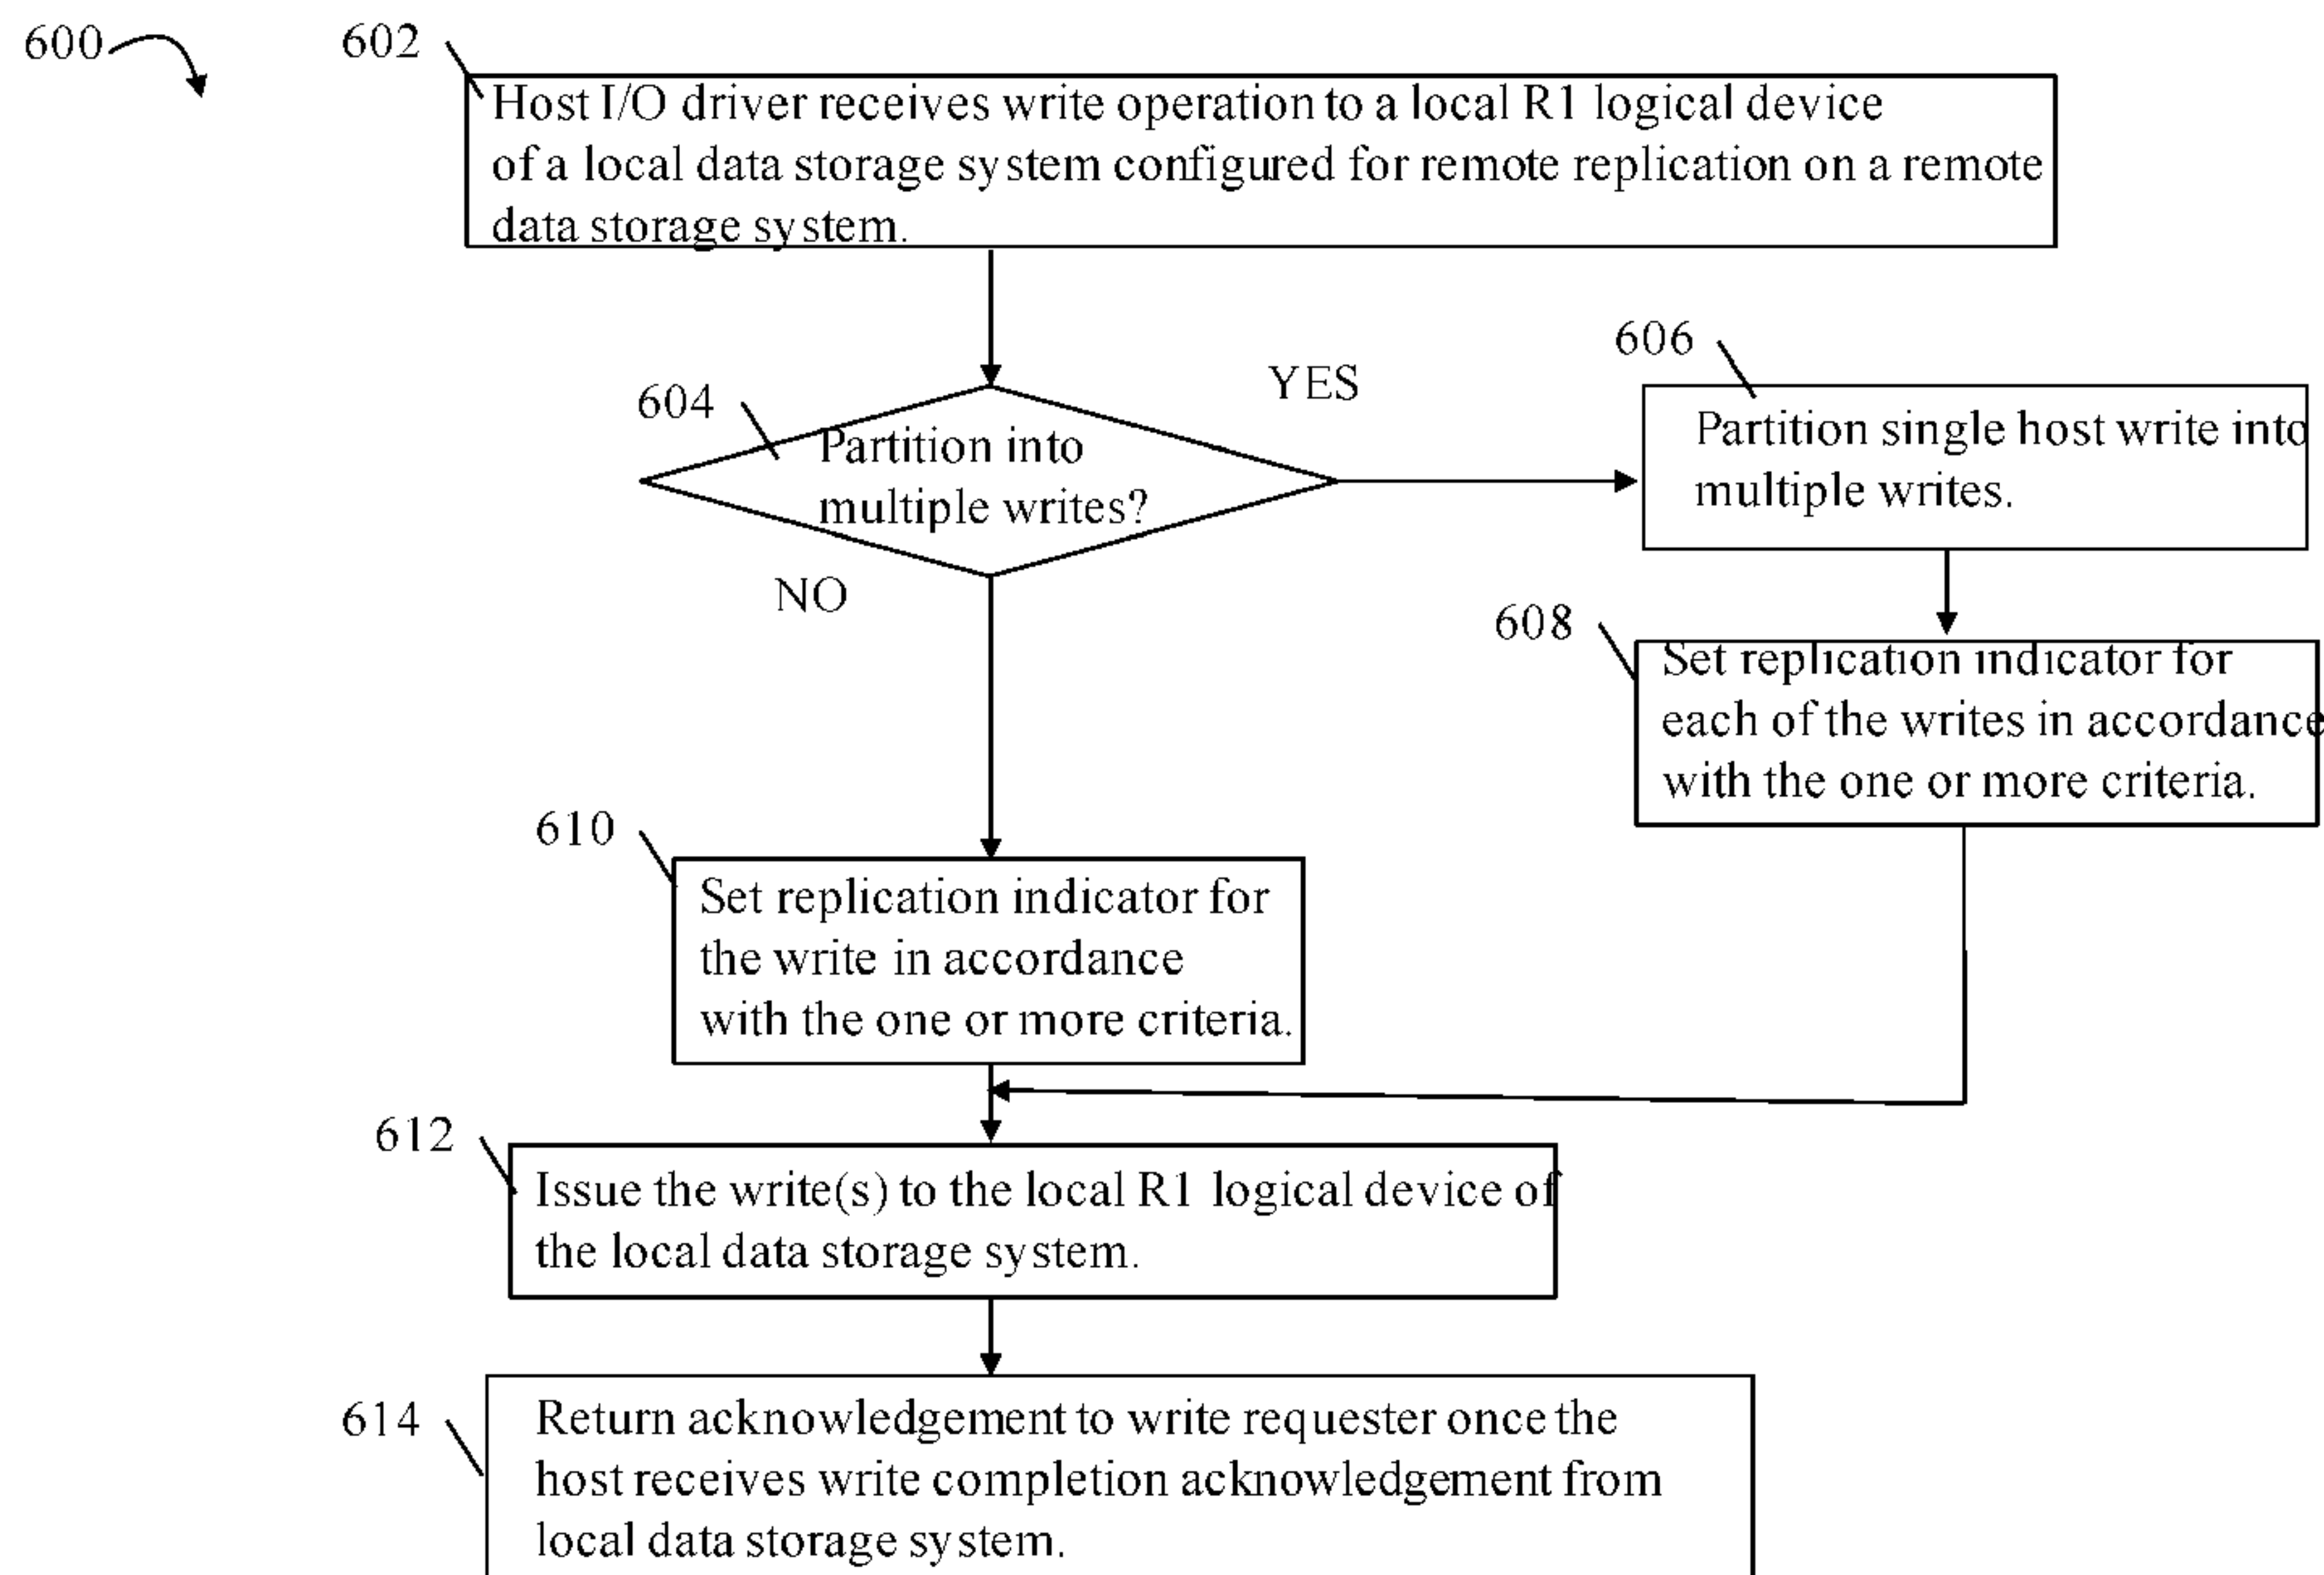 600
602
Host I/O driver receives write operation to a local R1 logical device
of a local data storage system configured for remote replication on a remote
data storage system.
604
Partition into
multiple writes?
YES
NO
606
Partition single host write into
multiple writes.
608
Set replication indicator for
each of the writes in accordance
with the one or more criteria.
610
Set replication indicator for
the write in accordance
with the one or more criteria.
612
Issue the write(s) to the local R1 logical device of
the local data storage system.
614
Return acknowledgement to write requester once the
host receives write completion acknowledgement from
local data storage system.